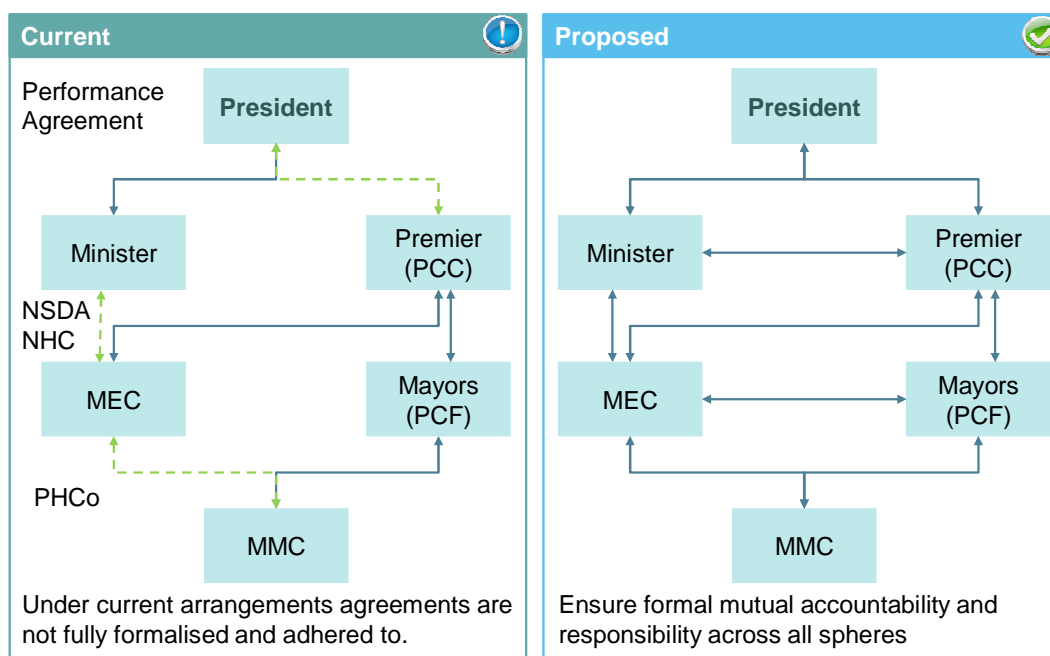 Current
Performance
Agreement
President
Minister
Premier
(PCC)
NSDA
NHC
MEC
Mayors
(PCF)
PHCo
MMC
Under current arrangements agreements are
not fully formalised and adhered to.
Proposed
President
Minister
Premier
(PCC)
MEC
Mayors
(PCF)
MMC
Ensure formal mutual accountability and
responsibility across all spheres